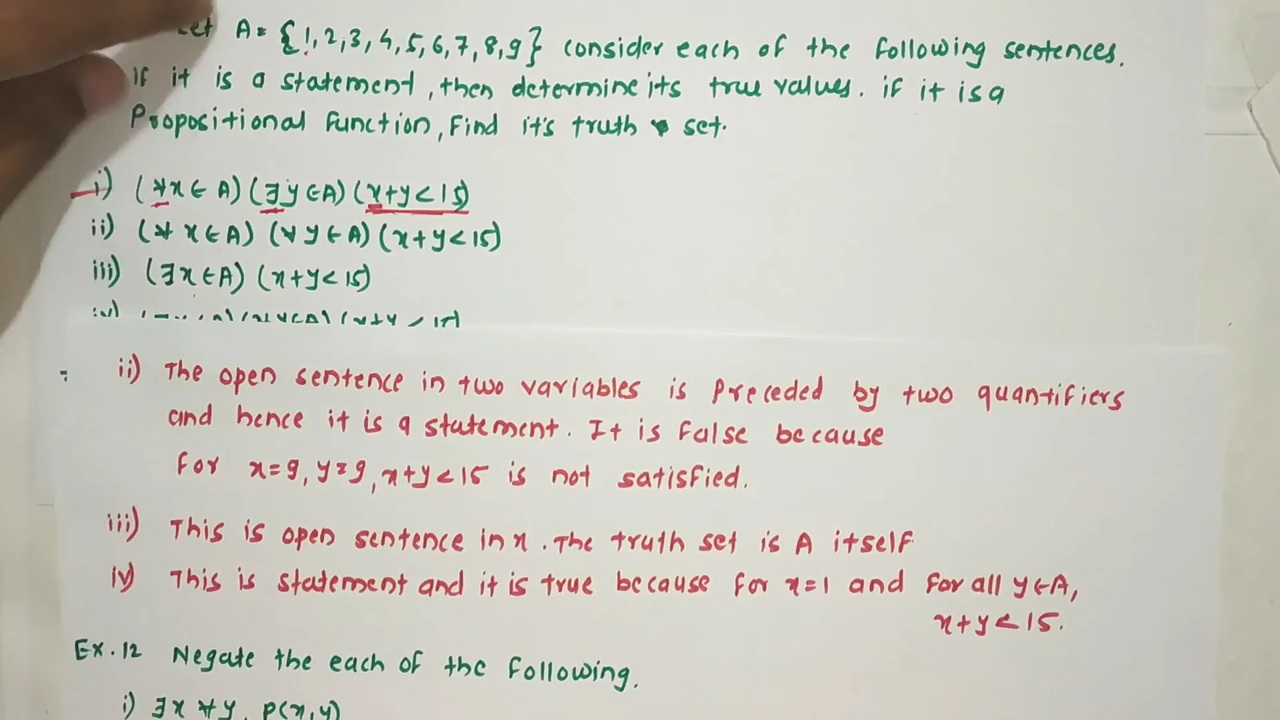 Let A = {1, 2, 3, 4, 5, 6, 7, 8, 9} consider each of the following sentences.
If it is a statement, then determine its true values. if it is a
Propositional Function, Find it's truth set.
i) (∀x ∈ A) (∃y ∈ A) (x+y < 15)
ii) (∀ x ∈ A) (∀ y ∈ A) (x+y < 15)
iii) (∃x ∈ A) (x+y < 15)
iv)
ii) The open sentence in two variables is preceded by two quantifiers
and hence it is a statement. It is false because
For x=9, y=9, x+y<15 is not satisfied.
iii) This is open sentence in x. The truth set is A itself
iv) This is statement and it is true because for x=1 and for all y∈A,
x+y<15.
Ex.12 Negate the each of the following.
i) ∃x ∀y, P(x,y)